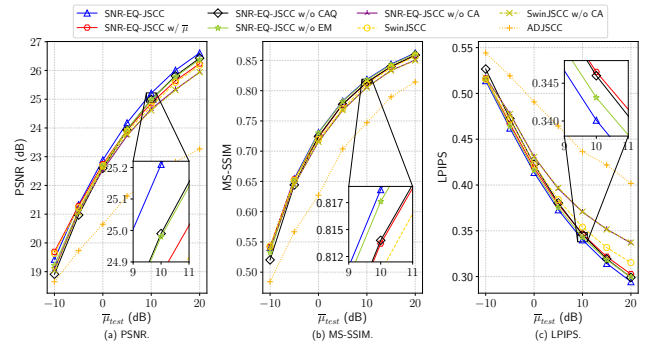 SNR-EQ-JSCC SNR-EQ-JSCC w/o CAQ SNR-EQ-JSCC w/o CA SwinJSCC w/o CA
SNR-EQ-JSCC w/ μ̅ SNR-EQ-JSCC w/o EM SwinJSCC ADJSCC
PSNR (dB)
27
26
25
24
23
22
21
20
19
−10 0 10 20
25.2
25.1
25.0
24.9
9 10 11
μ̅test (dB)
(a) PSNR.
MS-SSIM
0.85
0.80
0.75
0.70
0.65
0.60
0.55
0.50
−10 0 10 20
0.817
0.815
0.812
9 10 11
μ̅test (dB)
(b) MS-SSIM.
LPIPS
0.55
0.50
0.45
0.40
0.35
0.30
−10 0 10 20
0.345
0.340
9 10 11
μ̅test (dB)
(c) LPIPS.